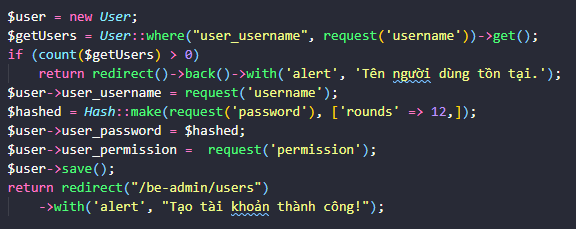 $user = new User;
$getUsers = User::where("user_username", request('username'))->get();
if (count($getUsers) > 0)
    return redirect()->back()->with('alert', 'Tên người dùng tồn tại.');
$user->user_username = request('username');
$hashed = Hash::make(request('password'), ['rounds' => 12,]);
$user->user_password = $hashed;
$user->user_permission =  request('permission');
$user->save();
return redirect("/be-admin/users")
    ->with('alert', "Tạo tài khoản thành công!");